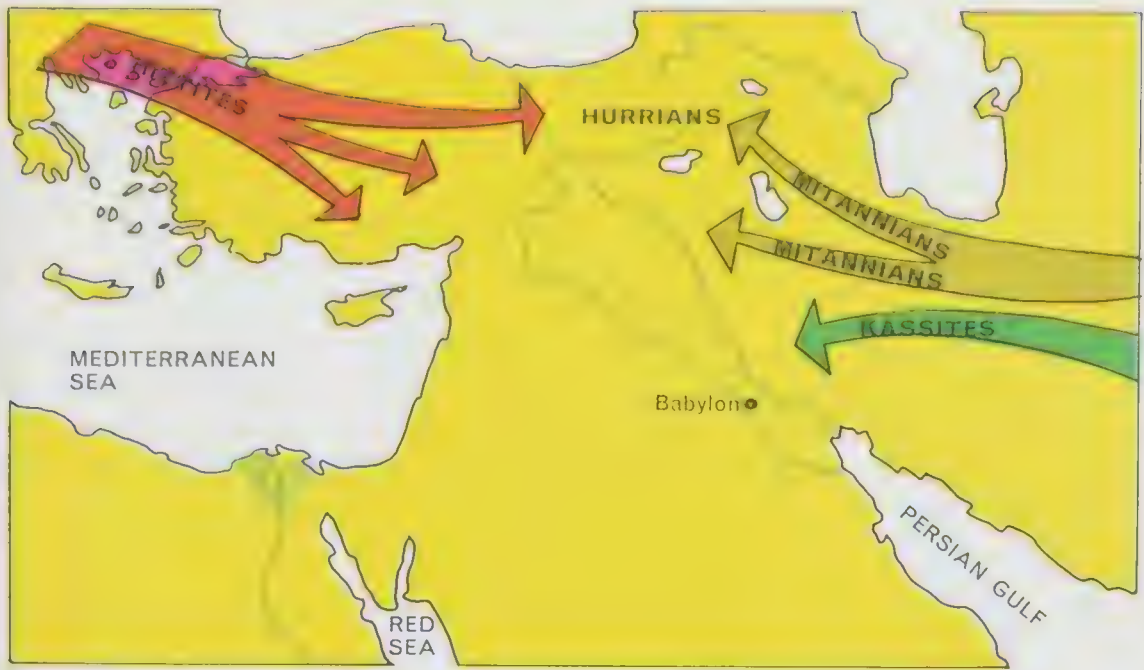 HITTITES
HURRIANS
MITANNIANS
MITANNIANS
KASSITES
MEDITERRANEAN
SEA
Babylon
PERSIAN GULF
RED
SEA